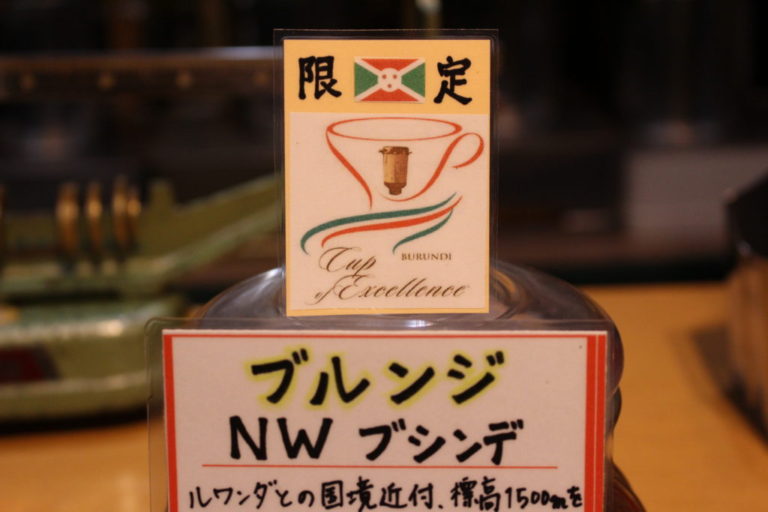 限定
BURUNDI
Cup
of Excellence
ブルンジ
NW ブシンデ
ルワンダとの国境近付、標高1500mを